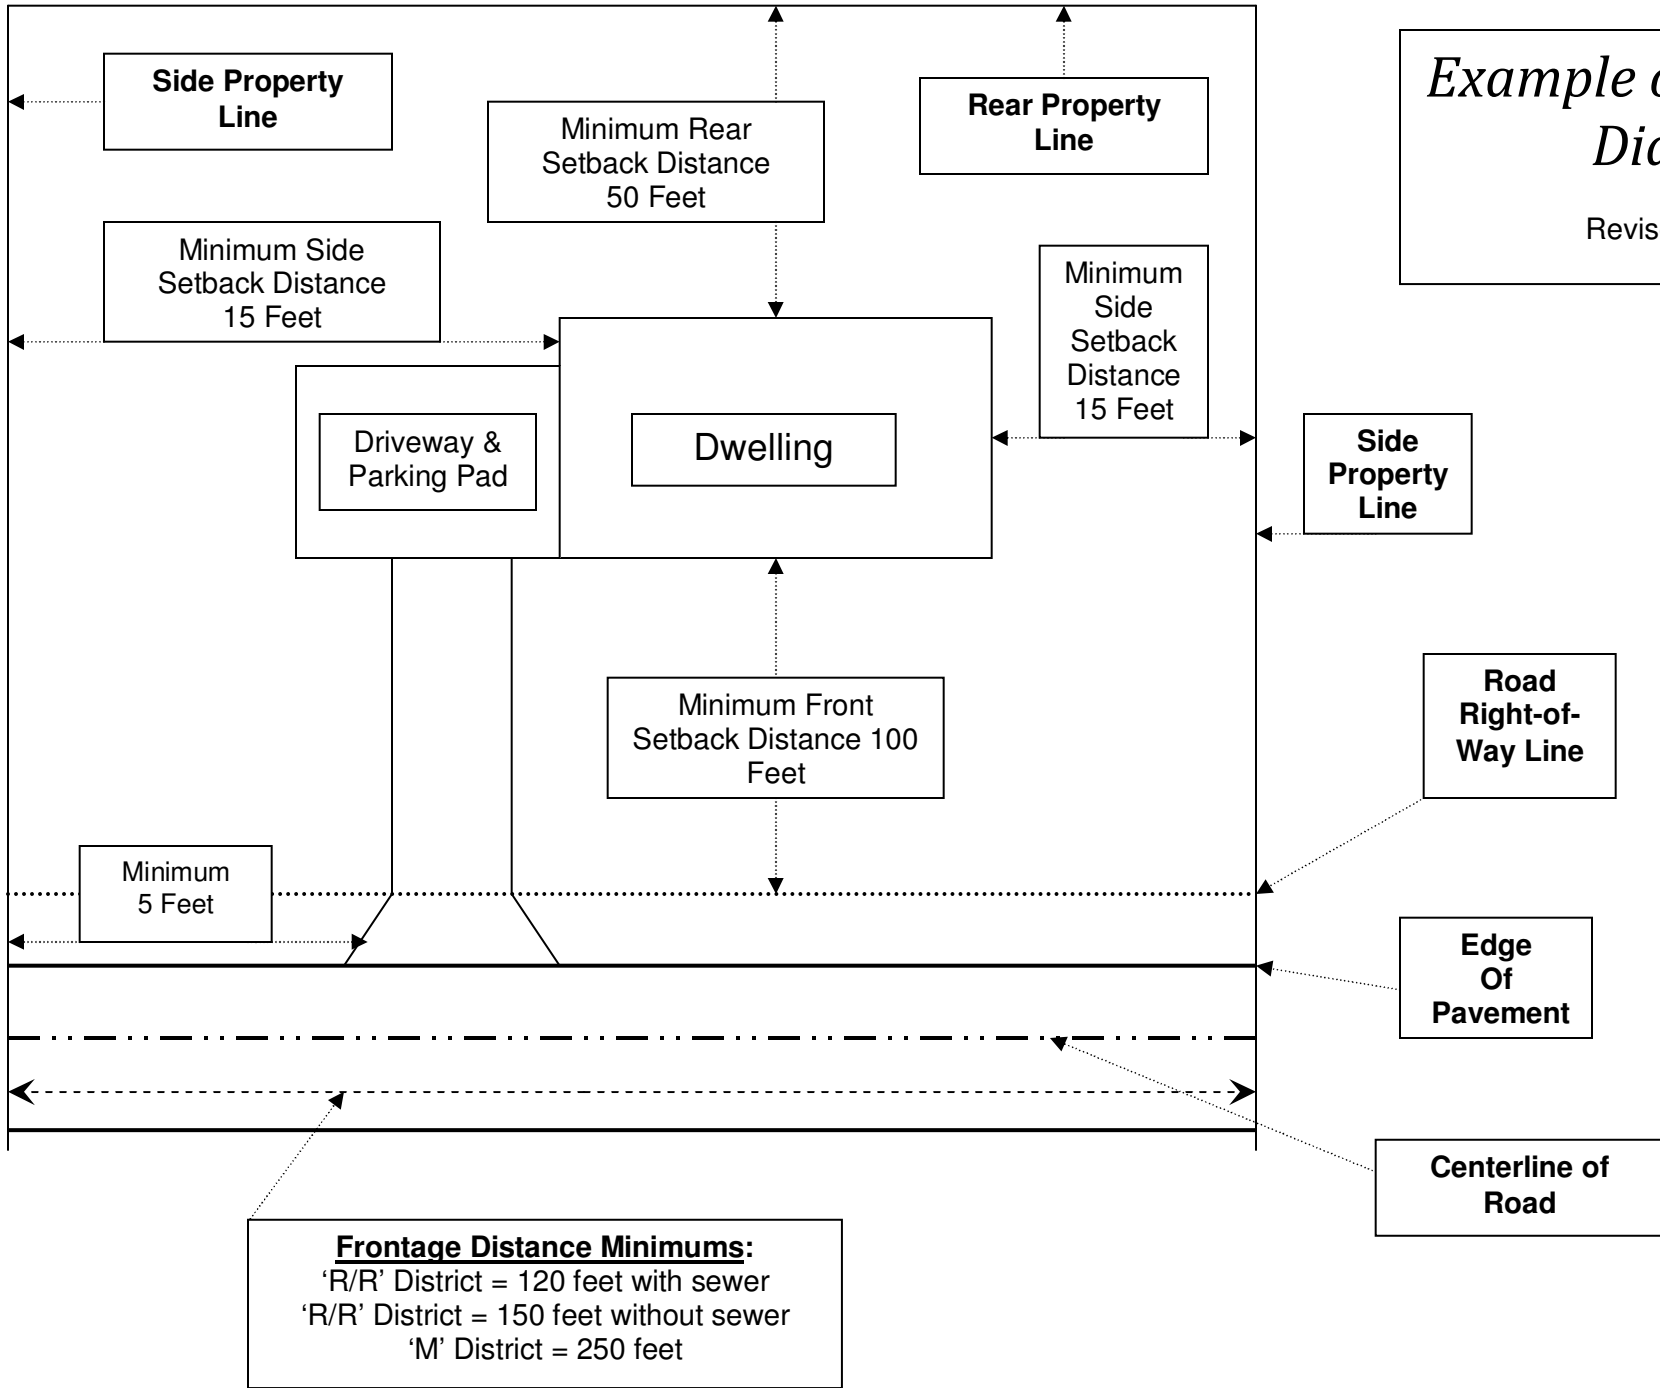 Side Property
Line
Minimum Rear
Setback Distance
50 Feet
Rear Property
Line
Example
Minimum Side
Setback Distance
15 Feet
Minimum
Side
Setback
Distance
15 Feet
Driveway &
Parking Pad
Dwelling
Side
Property
Line
Minimum Front
Setback Distance 100
Feet
Road
Right-of-
Way Line
Minimum
5 Feet
Edge
Of
Pavement
Centerline of
Road
Frontage Distance Minimums:
‘R/R’ District = 120 feet with sewer
‘R/R’ District = 150 feet without sewer
‘M’ District = 250 feet